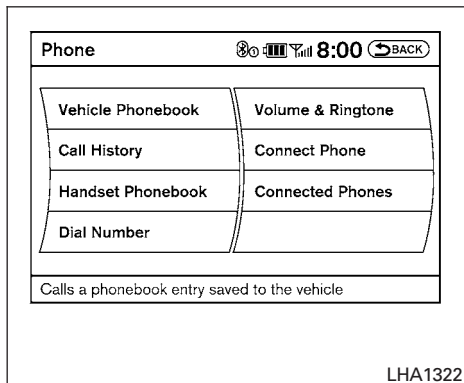 Phone 8:00 BACK
Vehicle Phonebook
Call History
Handset Phonebook
Dial Number
Volume & Ringtone
Connect Phone
Connected Phones
Calls a phonebook entry saved to the vehicle
LHA1322